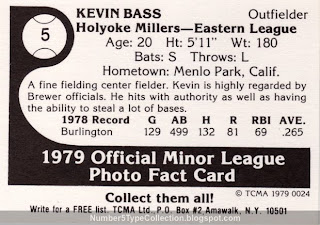 5
KEVIN BASS Outfielder
Holyoke Millers—Eastern League
Age: 20 Ht: 5'11" Wt: 180
Bats: S Throws: L
Hometown: Menlo Park, Calif.
A fine fielding center fielder. Kevin is highly regarded by
Brewer officials. He hits with authority as well as having
the ability to steal a lot of bases.
1978 Record G AB H R RBI AVE.
Burlington 129 499 132 81 69 .265
1979 Official Minor League
Photo Fact Card
© TCMA 1979 0024
Collect them all!
Write for a FREE list. TCMA Ltd. P.O. Box #2 Amawalk, N.Y. 10501
Number5TypeCollection.blogspot.com